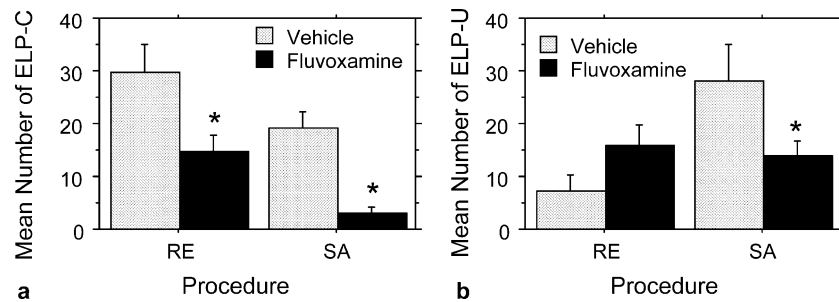 Mean Number of ELP-C
40
30
20
10
0
Vehicle
Fluvoxamine
*
*
RE
SA
Procedure
a
Mean Number of ELP-U
40
30
20
10
0
Vehicle
Fluvoxamine
*
RE
SA
Procedure
b